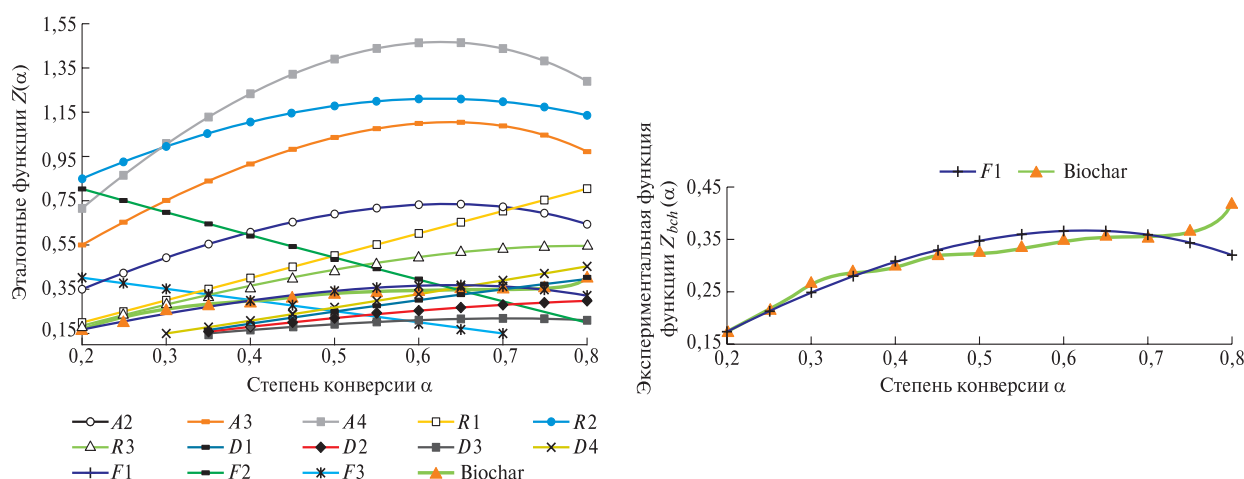 Эталонные функции Z(α)
1,55
1,35
1,15
0,95
0,75
0,55
0,35
0,15
0,2 0,3 0,4 0,5 0,6 0,7 0,8
Степень конверсии α
A2 A3 A4 R1 R2
R3 D1 D2 D3 D4
F1 F2 F3 Biochar
Экспериментальная функция
функции Zbch(α)
F1 Biochar
0,45
0,35
0,25
0,15
0,2 0,3 0,4 0,5 0,6 0,7 0,8
Степень конверсии α